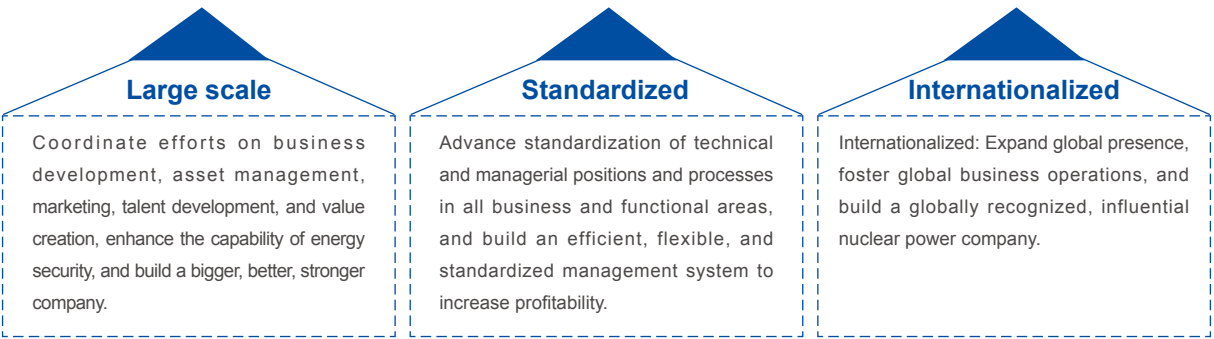 Large scale
Coordinate efforts on business
development, asset management,
marketing, talent development, and value
creation, enhance the capability of energy
security, and build a bigger, better, stronger
company.
Standardized
Advance standardization of technical
and managerial positions and processes
in all business and functional areas,
and build an efficient, flexible, and
standardized management system to
increase profitability.
Internationalized
Internationalized: Expand global presence,
foster global business operations, and
build a globally recognized, influential
nuclear power company.